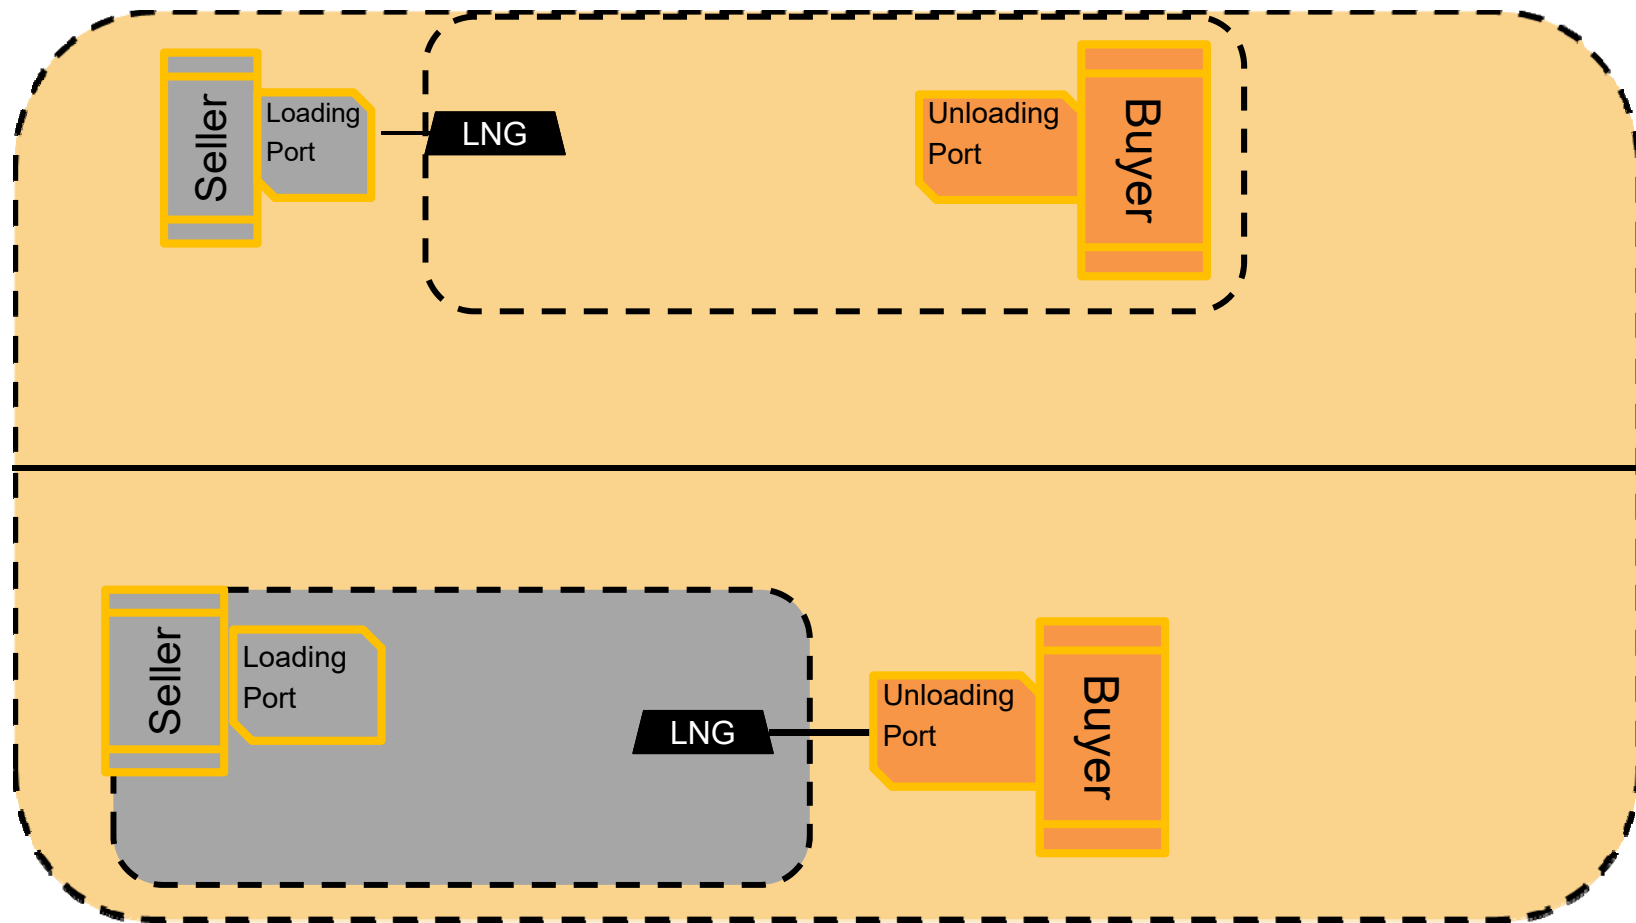 Seller
Loading
Port
LNG
Unloading
Port
Buyer
Seller
Loading
Port
LNG
Unloading
Port
Buyer